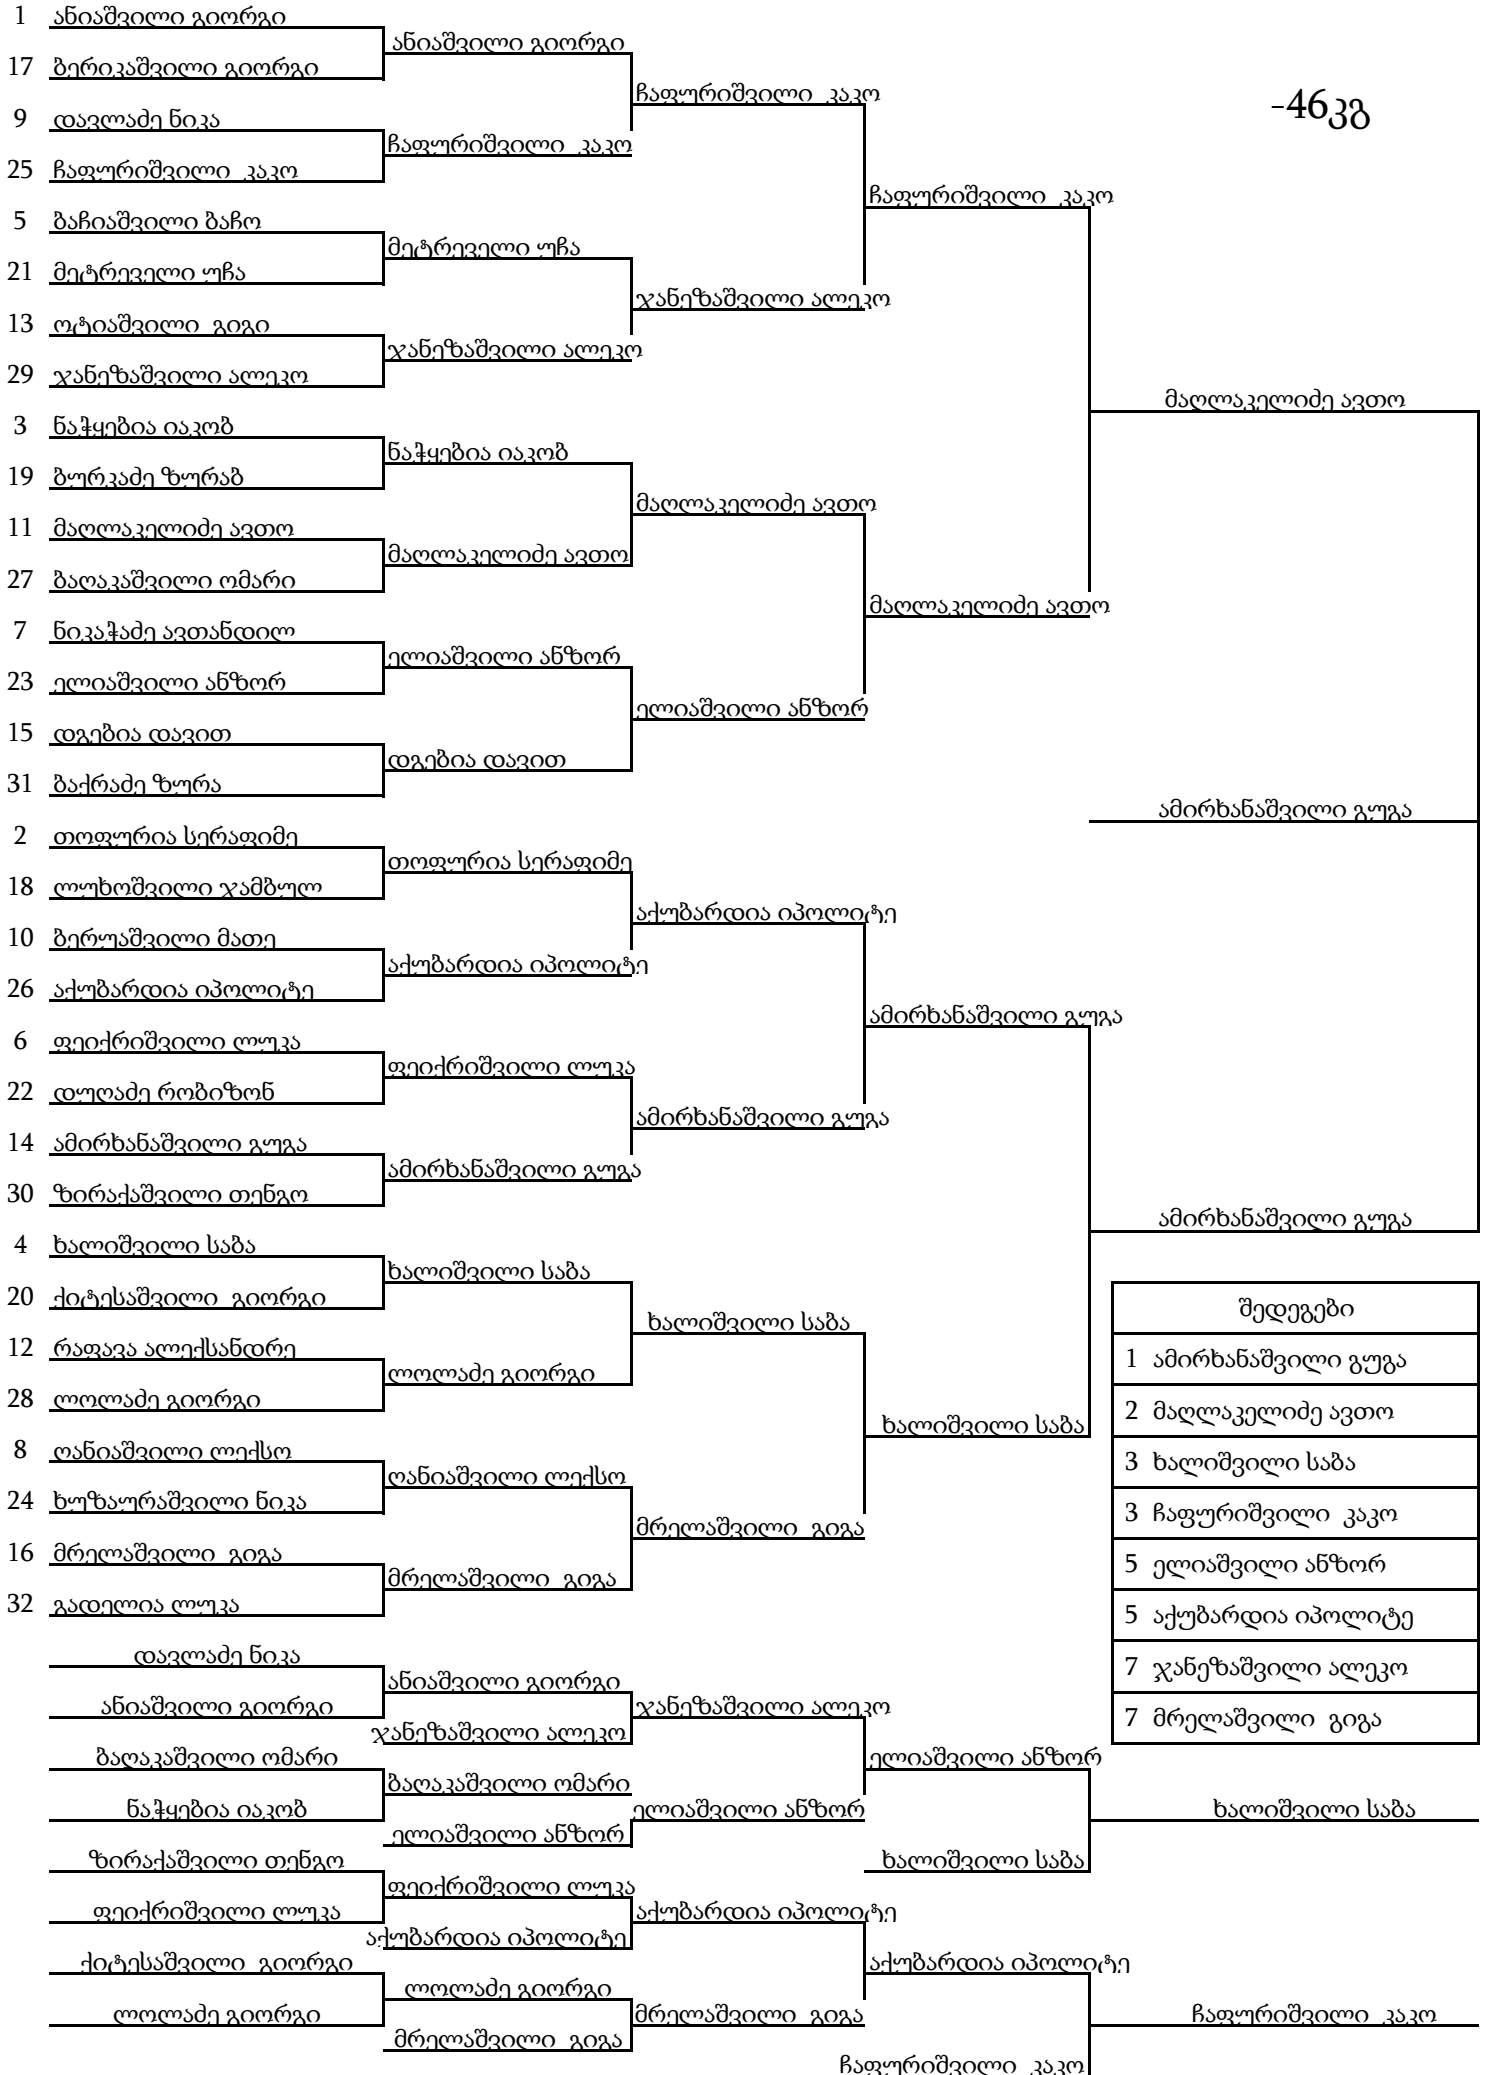 -46კგ
1 ანიაშვილი გიორგი
17 ბერიკაშვილი გიორგი
9 დავლაძე ნიკა
25 ჩაფურიშვილი კაკო
5 ბაჩიაშვილი ბაჩო
21 მეტრეველი უჩა
13 ოტიაშვილი გიგი
29 ჯანეზაშვილი ალეკო
3 ნაჭყებია იაკობ
19 ბურკაძე ზურაბ
11 მაღლაკელიძე ავთო
27 ბაღაკაშვილი ომარი
7 ნიკაჭაძე ავთანდილ
23 ელიაშვილი ანზორ
15 დგებია დავით
31 ბაქრაძე ზურა
2 თოფურია სერაფიმე
18 ლუხოშვილი ჯამბულ
10 ბერუაშვილი მათე
26 აქუბარდია იპოლიტე
6 ფეიქრიშვილი ლუკა
22 დუღაძე რობიზონ
14 ამირხანაშვილი გუგა
30 ზირაქაშვილი თენგო
4 ხალიშვილი საბა
20 ქიტესაშვილი გიორგი
12 რაფავა ალექსანდრე
28 ლოლაძე გიორგი
8 ღანიაშვილი ლექსო
24 ხუზაურაშვილი ნიკა
16 მრელაშვილი გიგა
32 გადელია ლუკა
ანიაშვილი გიორგი
ჩაფურიშვილი კაკო
მეტრეველი უჩა
ჯანეზაშვილი ალეკო
ნაჭყებია იაკობ
მაღლაკელიძე ავთო
ელიაშვილი ანზორ
დგებია დავით
თოფურია სერაფიმე
აქუბარდია იპოლიტე
ფეიქრიშვილი ლუკა
ამირხანაშვილი გუგა
ხალიშვილი საბა
ლოლაძე გიორგი
ღანიაშვილი ლექსო
მრელაშვილი გიგა
ჩაფურიშვილი კაკო
ჯანეზაშვილი ალეკო
მაღლაკელიძე ავთო
ელიაშვილი ანზორ
აქუბარდია იპოლიტე
ამირხანაშვილი გუგა
ხალიშვილი საბა
მრელაშვილი გიგა
ჩაფურიშვილი კაკო
მაღლაკელიძე ავთო
ამირხანაშვილი გუგა
ხალიშვილი საბა
მაღლაკელიძე ავთო
ამირხანაშვილი გუგა
ამირხანაშვილი გუგა
შედეგები
1 ამირხანაშვილი გუგა
2 მაღლაკელიძე ავთო
3 ხალიშვილი საბა
3 ჩაფურიშვილი კაკო
5 ელიაშვილი ანზორ
5 აქუბარდია იპოლიტე
7 ჯანეზაშვილი ალეკო
7 მრელაშვილი გიგა
დავლაძე ნიკა
ანიაშვილი გიორგი
ბაღაკაშვილი ომარი
ნაჭყებია იაკობ
ზირაქაშვილი თენგო
ფეიქრიშვილი ლუკა
ქიტესაშვილი გიორგი
ლოლაძე გიორგი
ანიაშვილი გიორგი
ჯანეზაშვილი ალეკო
ბაღაკაშვილი ომარი
ელიაშვილი ანზორ
ფეიქრიშვილი ლუკა
აქუბარდია იპოლიტე
ლოლაძე გიორგი
მრელაშვილი გიგა
ჯანეზაშვილი ალეკო
ელიაშვილი ანზორ
აქუბარდია იპოლიტე
მრელაშვილი გიგა
ელიაშვილი ანზორ
ხალიშვილი საბა
აქუბარდია იპოლიტე
ჩაფურიშვილი კაკო
ხალიშვილი საბა
ჩაფურიშვილი კაკო